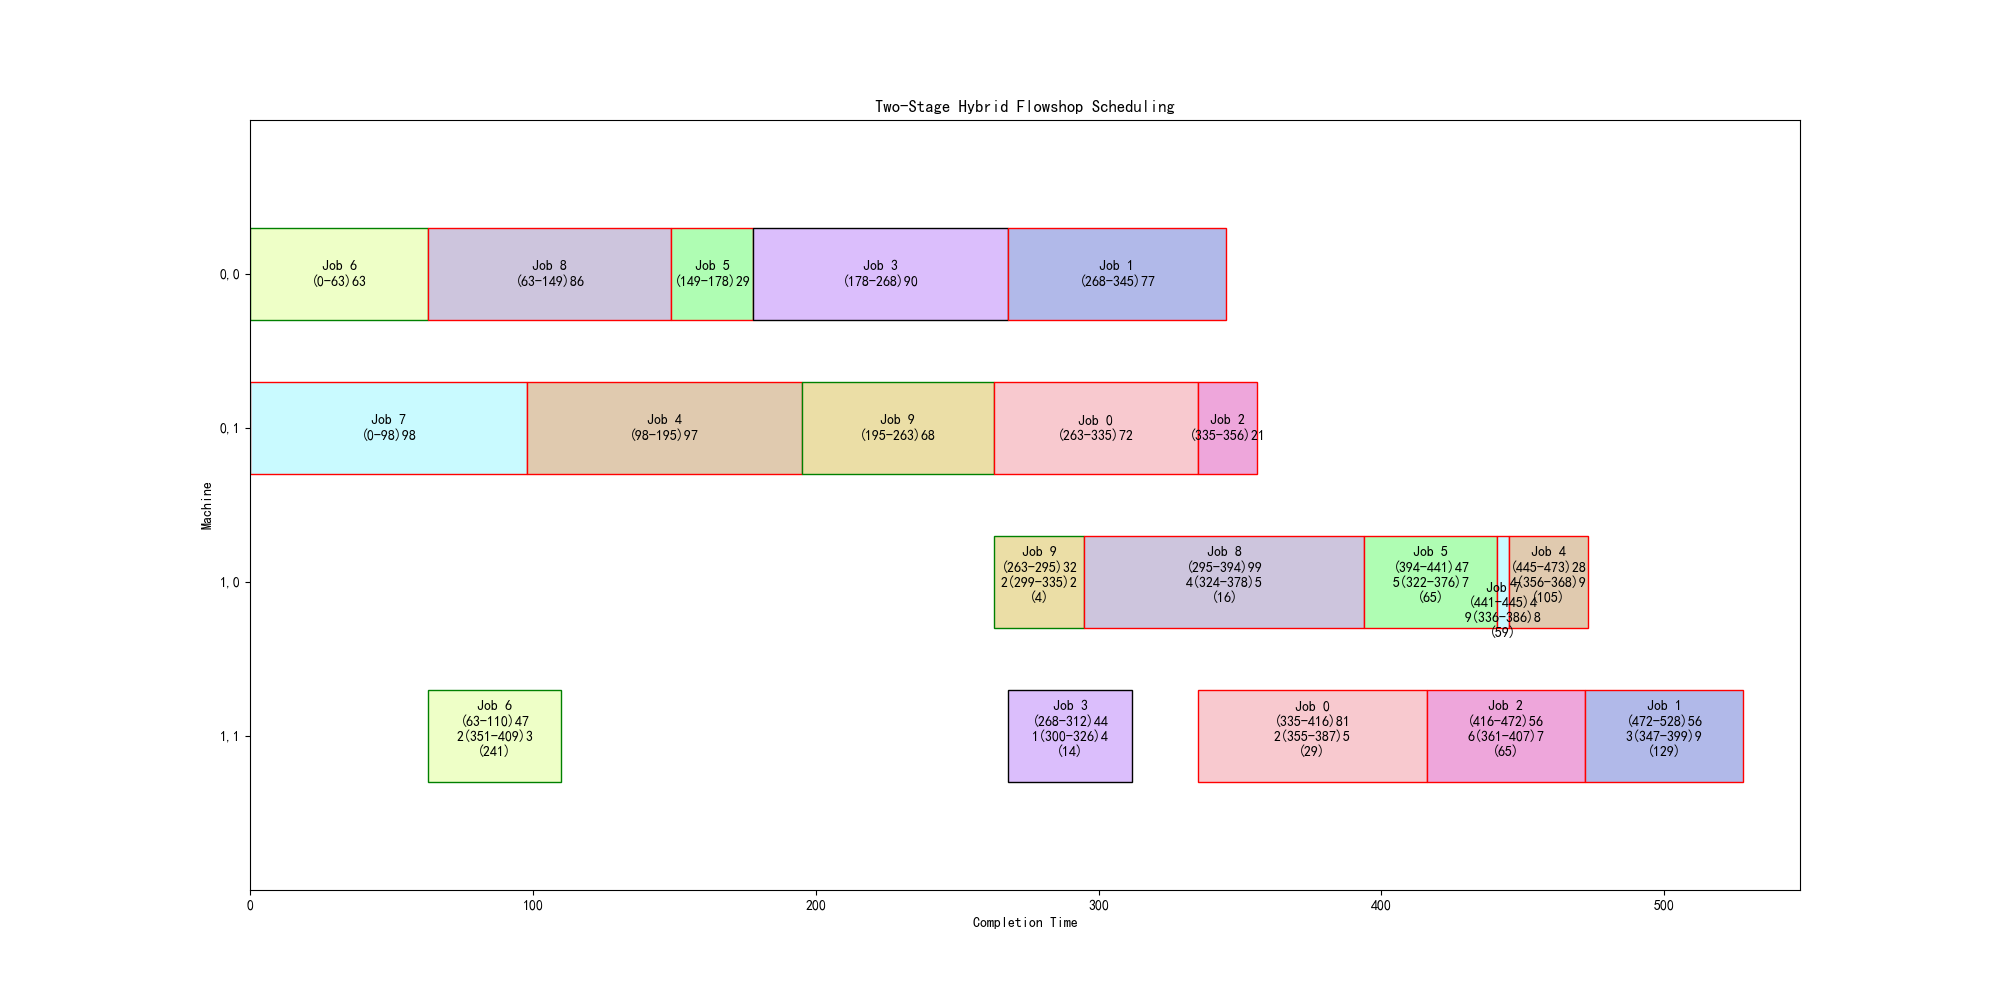 Two-Stage Hybrid Flowshop Scheduling
0,0
Job 6
(0-63)63
Job 8
(63-149)86
Job 5
(149-178)29
Job 3
(178-268)90
Job 1
(268-345)77
0,1
Job 7
(0-98)98
Job 4
(98-195)97
Job 9
(195-263)68
Job 0
(263-335)72
Job 2
(335-356)21
Machine
1,0
Job 9
(263-295)32
2(299-335)2
(4)
Job 8
(295-394)99
4(324-378)5
(16)
Job 5
(394-441)47
5(322-376)7
(65)
Job 7
(441-445)4
9(336-386)8
(59)
Job 4
(445-473)28
4(356-368)9
(105)
1,1
Job 6
(63-110)47
2(351-409)3
(241)
Job 3
(268-312)44
1(300-326)4
(14)
Job 0
(335-416)81
2(355-387)5
(29)
Job 2
(416-472)56
6(361-407)7
(65)
Job 1
(472-528)56
3(347-399)9
(129)
0
100
200
300
400
500
Completion Time